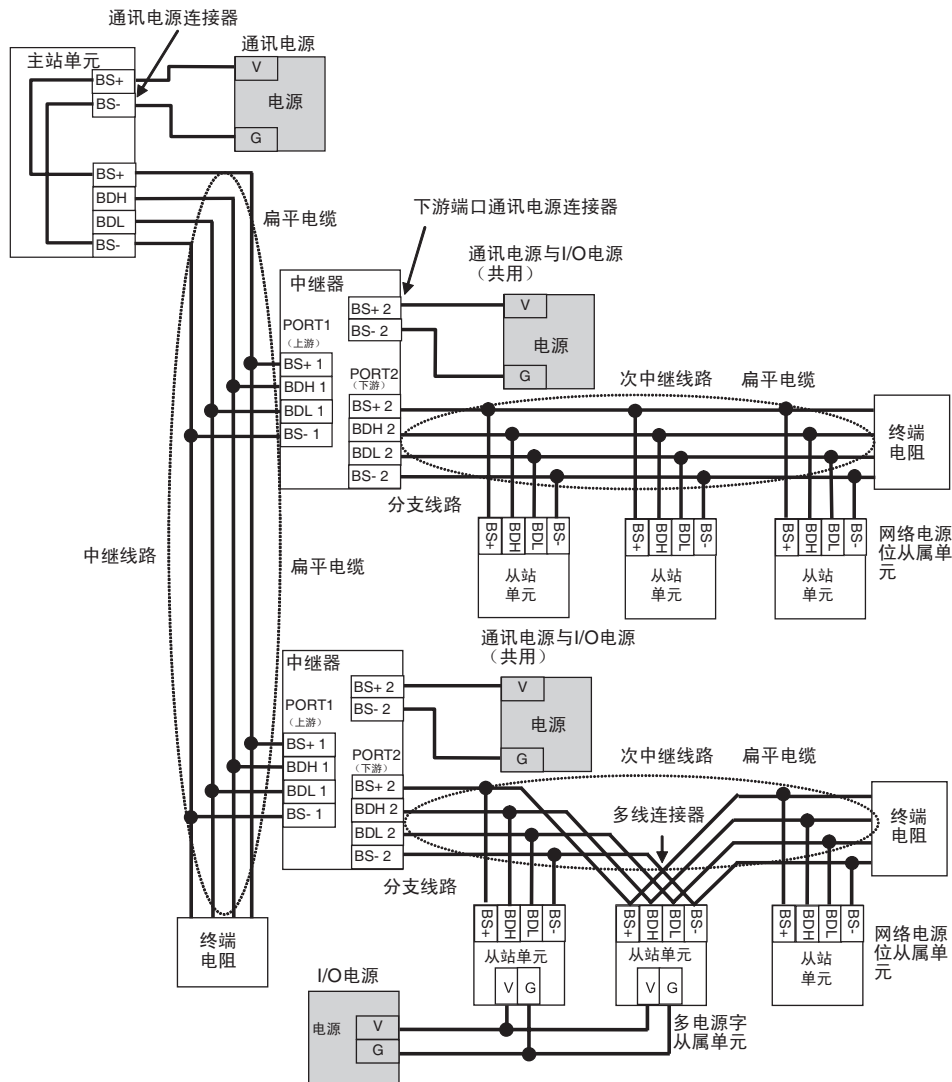 通讯电源连接器
通讯电源
主站单元
BS+
BS-
V
电源
G
BS+
BDH
BDL
BS-
扁平电缆
下游端口通讯电源连接器
通讯电源与I/O电源
（共用）
中继器
BS+ 2
BS- 2
V
电源
G
PORT1
（上游）
BS+ 1
BDH 1
BDL 1
BS- 1
PORT2
（下游）
BS+ 2
BDH 2
BDL 2
BS- 2
次中继线路
扁平电缆
终端
电阻
分支线路
BS+
BDH
BDL
BS-
从站
单元
BS+
BDH
BDL
BS-
从站
单元
BS+
BDH
BDL
BS-
从站
单元
网络电源
位从属单
元
中继线路
扁平电缆
通讯电源与I/O电源
（共用）
中继器
BS+ 2
BS- 2
V
电源
G
PORT1
（上游）
BS+ 1
BDH 1
BDL 1
BS- 1
PORT2
（下游）
BS+ 2
BDH 2
BDL 2
BS- 2
次中继线路
扁平电缆
多线连接器
终端
电阻
分支线路
BS+
BDH
BDL
BS-
从站单元
V
G
BS+
BDH
BDL
BS-
从站单元
V
G
BS+
BDH
BDL
BS-
从站
单元
网络电源
位从属单
元
终端
电阻
I/O电源
电源
V
G
多电源字
从属单元